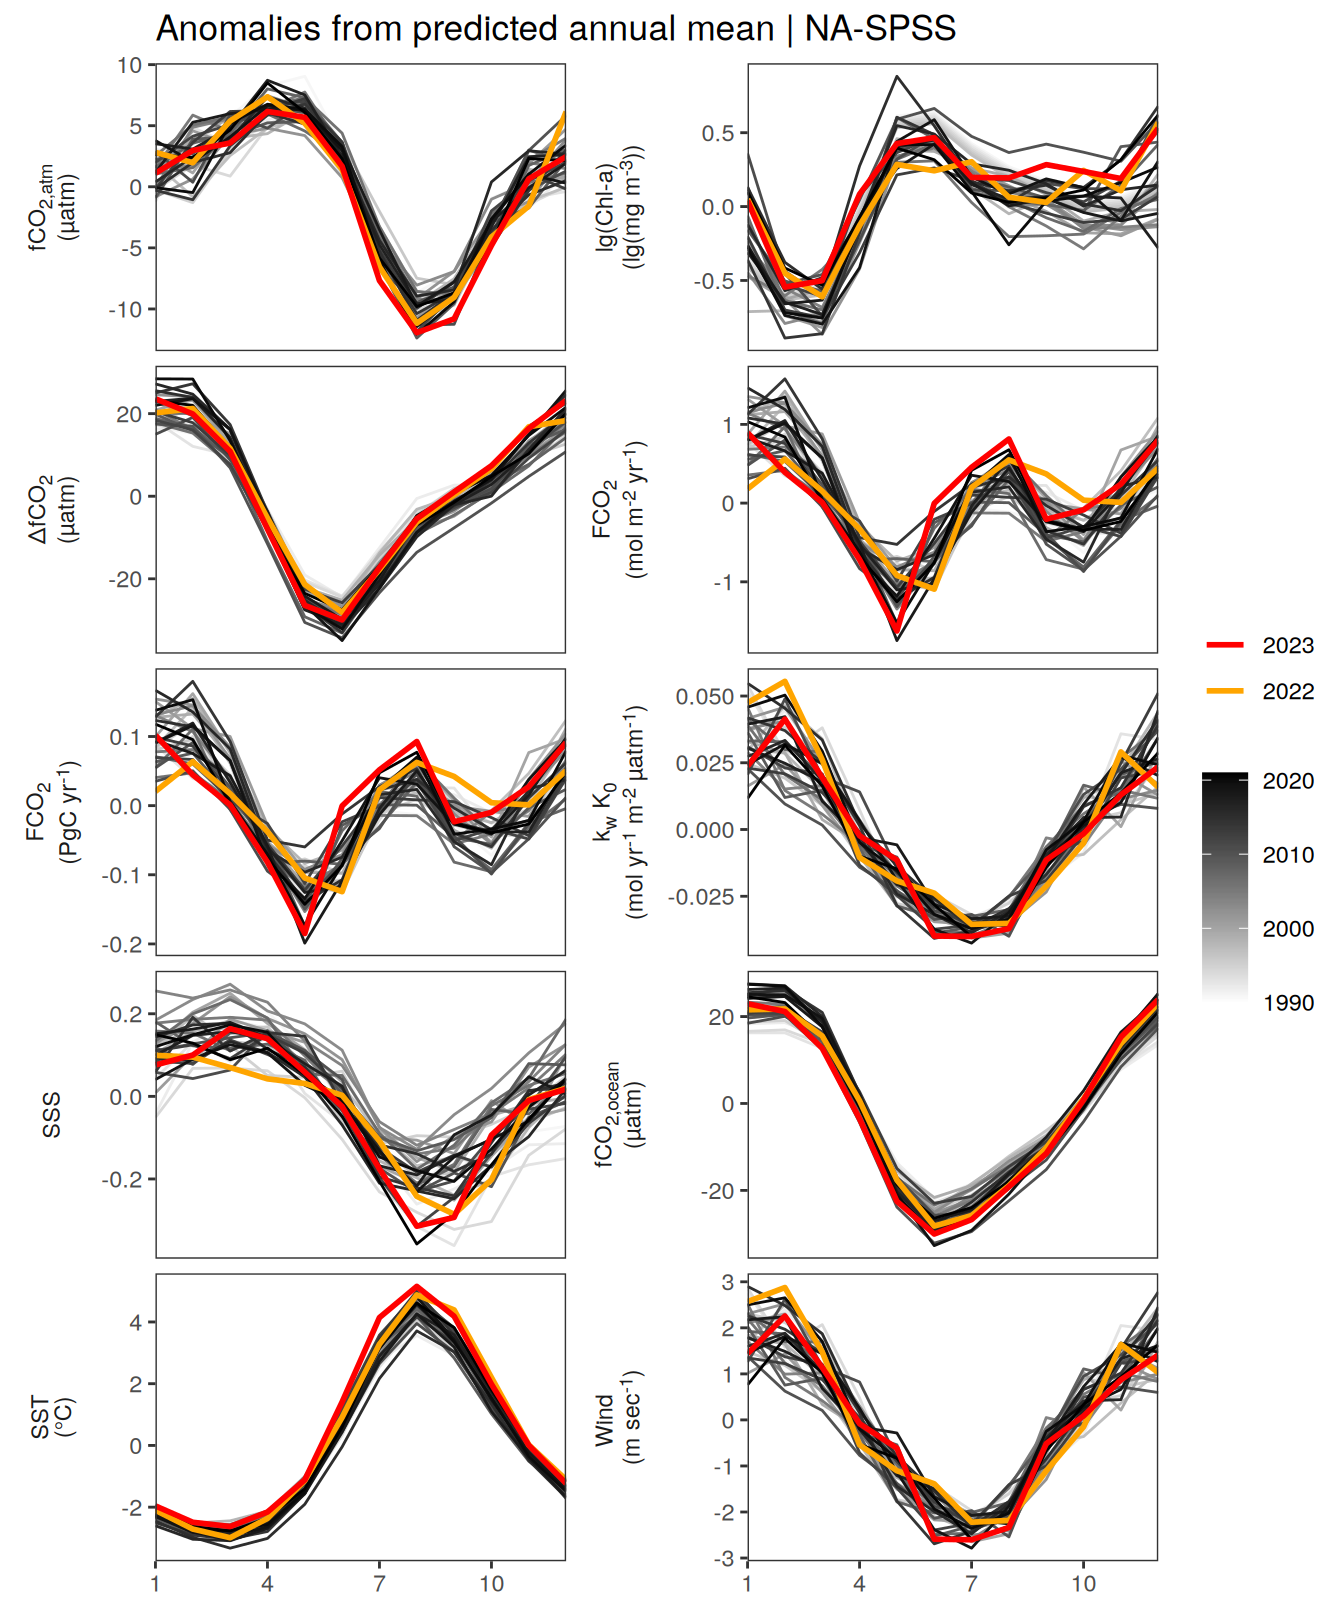 Anomalies from predicted annual mean | NA-SPSS
fCO2,atm
(µatm)
10
5
0
-5
-10
lg(Chl-a)
(lg(mg m-3))
0.5
0.0
-0.5
ΔfCO2
(µatm)
20
0
-20
FCO2
(mol m-2 yr-1)
1
0
-1
FCO2
(PgC yr-1)
0.1
0.0
-0.1
-0.2
kw K0
(mol yr-1 m-2 µatm-1)
0.050
0.025
0.000
-0.025
SSS
0.2
0.0
-0.2
fCO2,ocean
(µatm)
20
0
-20
SST
(°C)
4
2
0
-2
Wind
(m sec-1)
3
2
1
0
-1
-2
-3
1 4 7 10
1 4 7 10
2023
2022
2020
2010
2000
1990